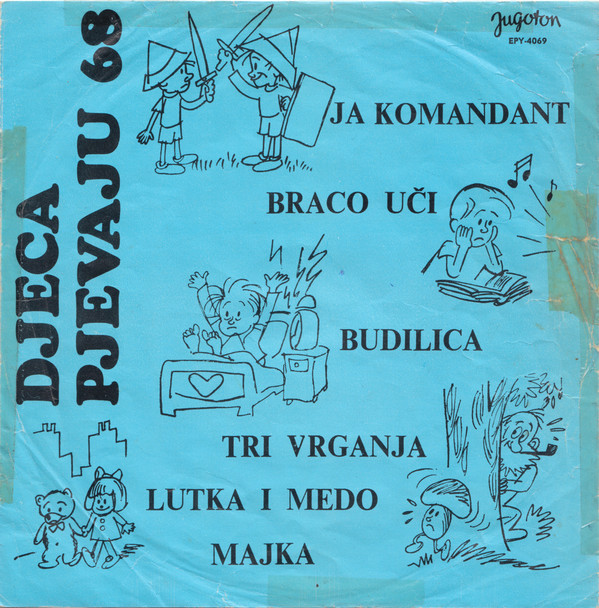 Jugoton
EPY-4069
DJECA
PJEVAJU 68
JA KOMANDANT
BRACO UČI
BUDILICA
TRI VRGANJA
LUTKA I MEDO
MAJKA